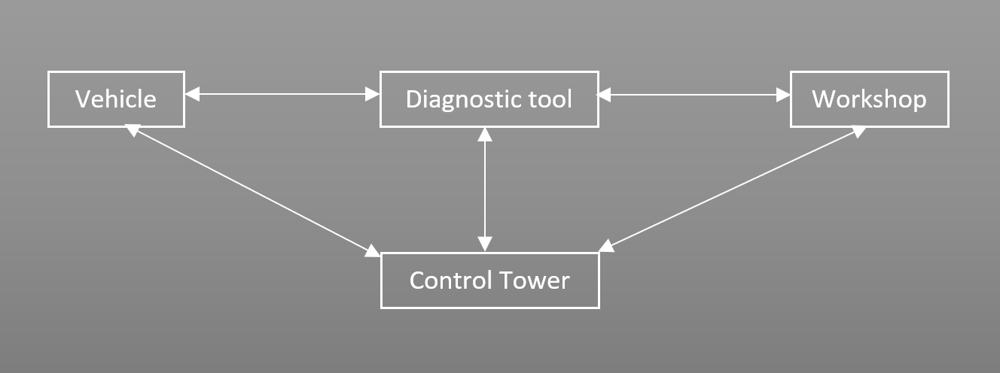 Vehicle
Diagnostic tool
Workshop
Control Tower